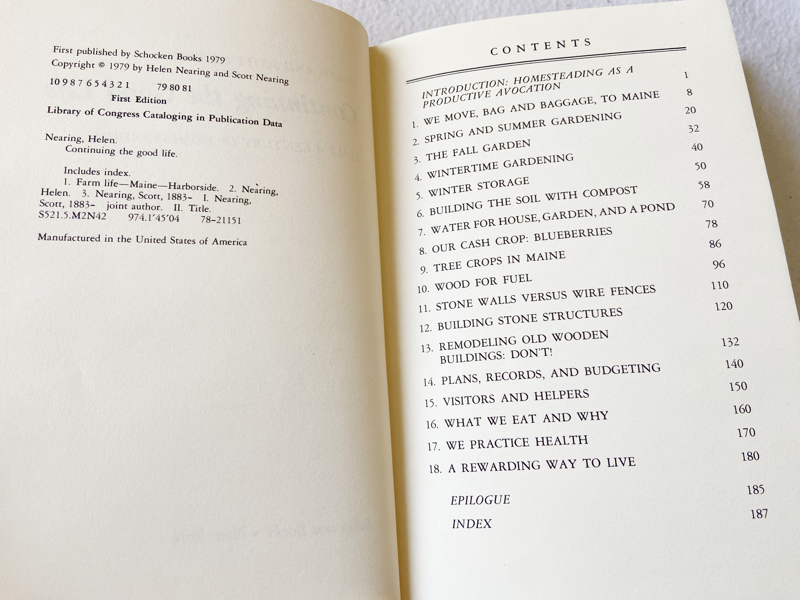 First published by Schocken Books 1979
Copyright © 1979 by Helen Nearing and Scott Nearing
10 9 8 7 6 5 4 3 2 1 79 80 81
First Edition
Library of Congress Cataloging in Publication Data
Nearing, Helen.
Continuing the good life.
Includes index.
1. Farm life—Maine—Harborside. 2. Nearing,
Helen. 3. Nearing, Scott, 1883– I. Nearing,
Scott, 1883– joint author. II. Title.
S521.5.M2N42 974.1'45'04 78-21151
Manufactured in the United States of America
CONTENTS
INTRODUCTION: HOMESTEADING AS A
PRODUCTIVE AVOCATION 1
1. WE MOVE, BAG AND BAGGAGE, TO MAINE 8
2. SPRING AND SUMMER GARDENING 20
3. THE FALL GARDEN 32
4. WINTERTIME GARDENING 40
5. WINTER STORAGE 50
6. BUILDING THE SOIL WITH COMPOST 58
7. WATER FOR HOUSE, GARDEN, AND A POND 70
8. OUR CASH CROP: BLUEBERRIES 78
9. TREE CROPS IN MAINE 86
10. WOOD FOR FUEL 96
11. STONE WALLS VERSUS WIRE FENCES 110
12. BUILDING STONE STRUCTURES 120
13. REMODELING OLD WOODEN
BUILDINGS: DON'T! 132
14. PLANS, RECORDS, AND BUDGETING 140
15. VISITORS AND HELPERS 150
16. WHAT WE EAT AND WHY 160
17. WE PRACTICE HEALTH 170
18. A REWARDING WAY TO LIVE 180
EPILOGUE 185
INDEX 187